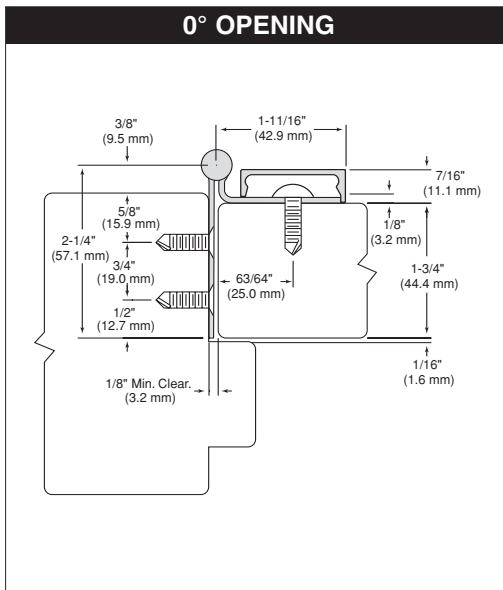 0° OPENING
3/8"
(9.5 mm)
1-11/16"
(42.9 mm)
7/16"
(11.1 mm)
5/8"
(15.9 mm)
1/8"
(3.2 mm)
2-1/4"
(57.1 mm)
3/4"
(19.0 mm)
63/64"
(25.0 mm)
1-3/4"
(44.4 mm)
1/2"
(12.7 mm)
1/16"
(1.6 mm)
1/8" Min. Clear.
(3.2 mm)